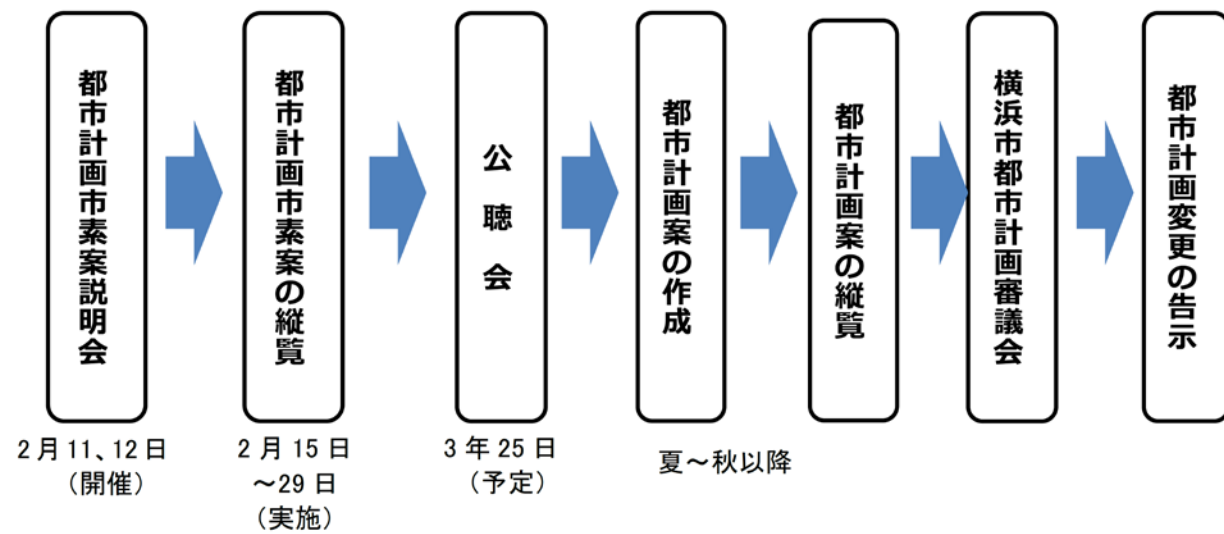 都市計画市素案説明会
都市計画市素案の縦覧
公聴会
都市計画案の作成
都市計画案の縦覧
横浜市都市計画審議会
都市計画変更の告示
2月11、12日
（開催）
2月15日
～29日
（実施）
3年25日
（予定）
夏～秋以降